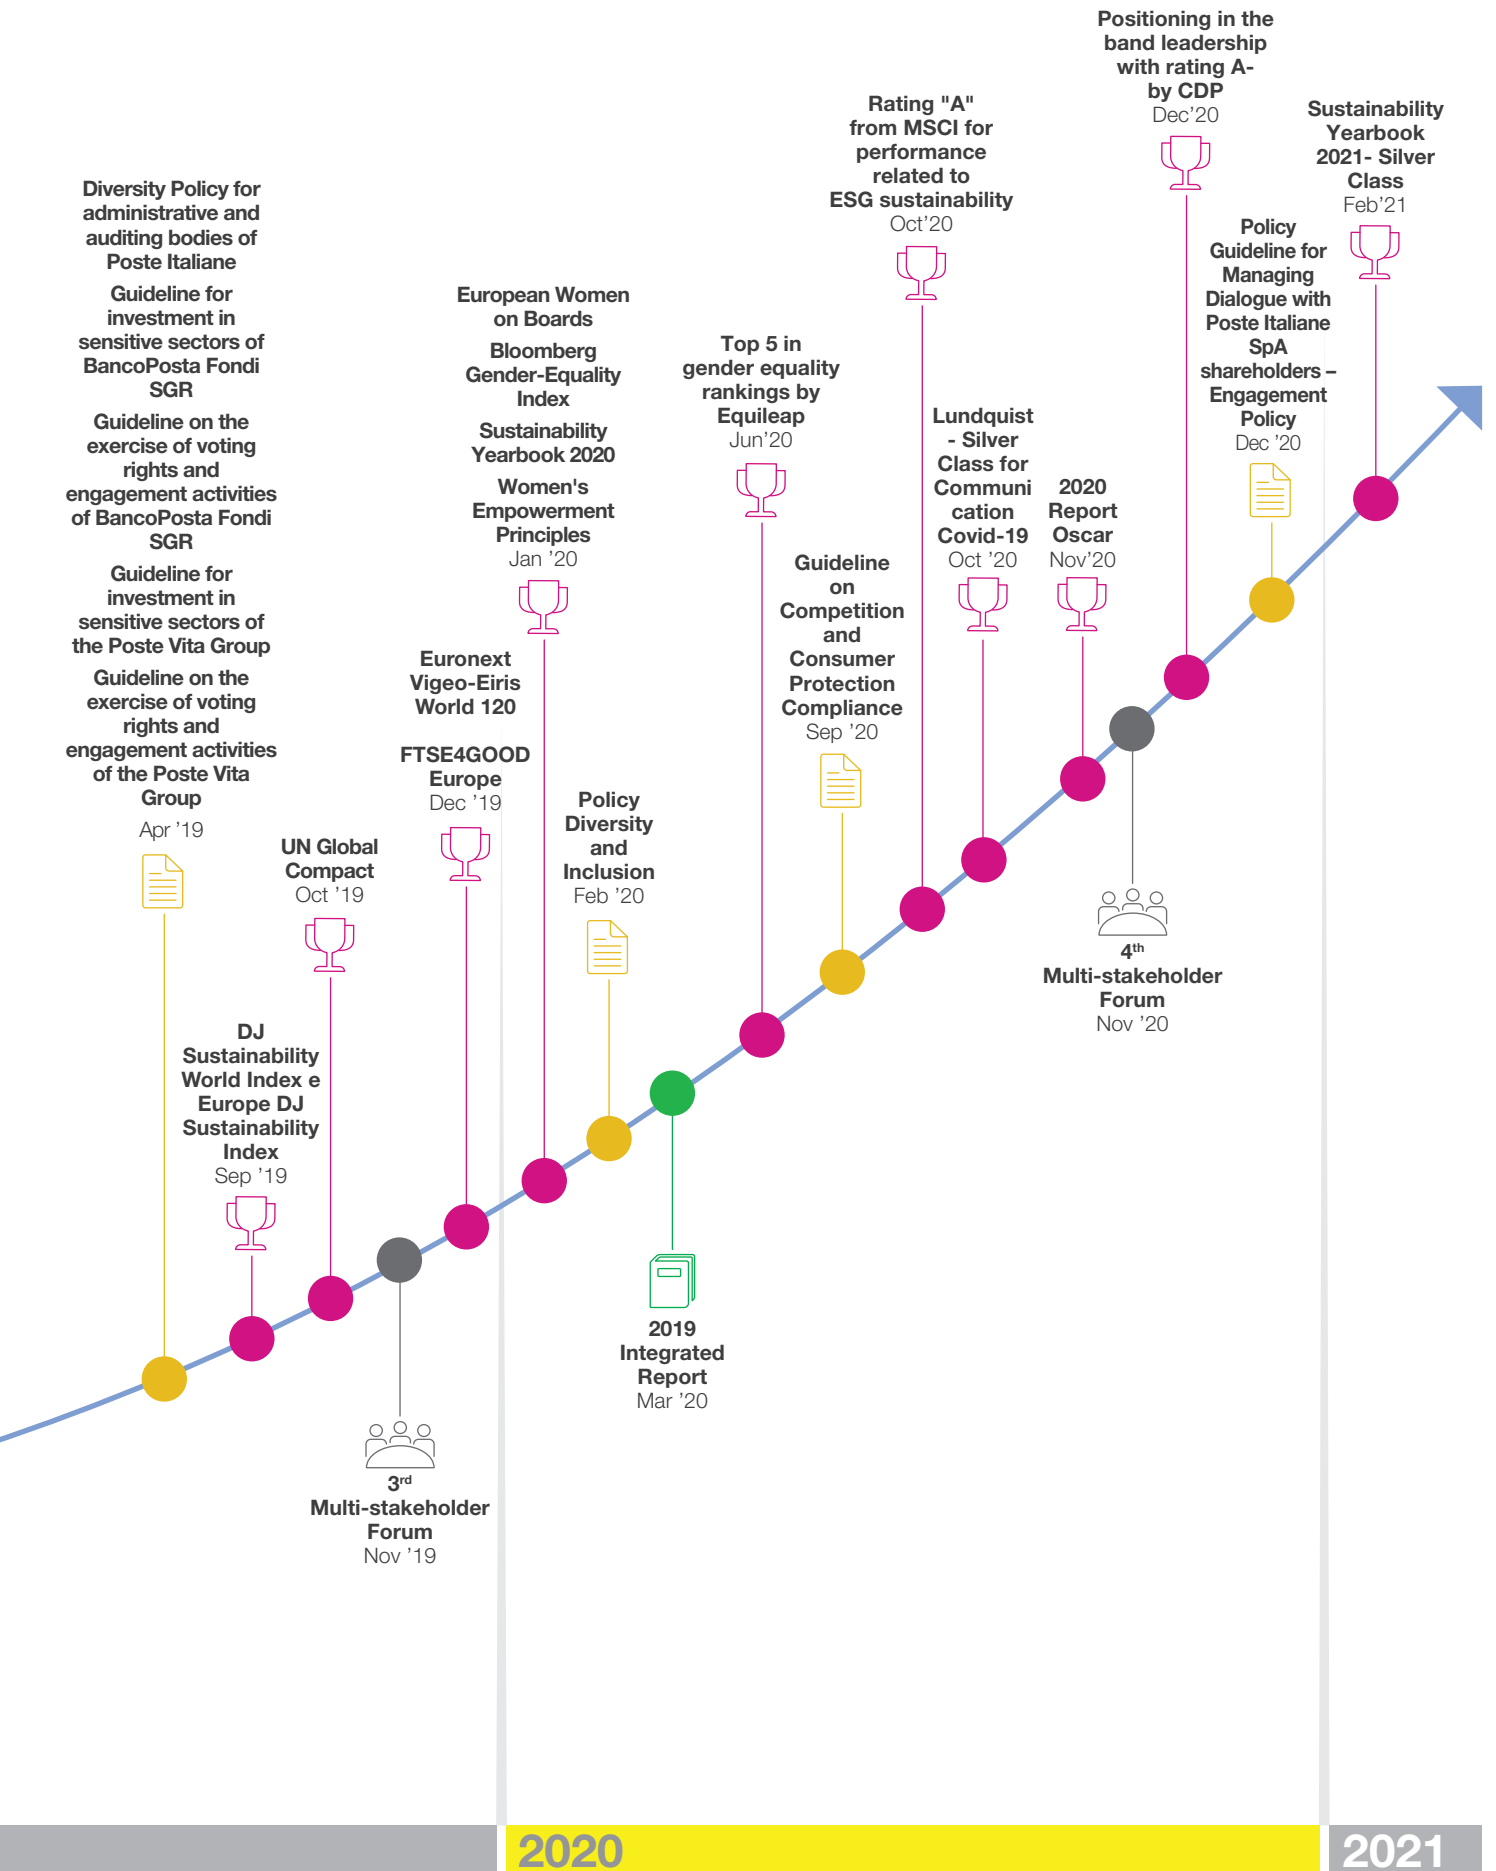 Diversity Policy for
administrative and
auditing bodies of
Poste Italiane
Guideline for
investment in
sensitive sectors of
BancoPosta Fondi
SGR
Guideline on the
exercise of voting
rights and
engagement activities
of BancoPosta Fondi
SGR
Guideline for
investment in
sensitive sectors of
the Poste Vita Group
Guideline on the
exercise of voting
rights and
engagement activities
of the Poste Vita
Group
Apr ’19
DJ
Sustainability
World Index e
Europe DJ
Sustainability
Index
Sep ’19
UN Global
Compact
Oct ’19
3rd
Multi-stakeholder
Forum
Nov ’19
Euronext
Vigeo-Eiris
World 120
FTSE4GOOD
Europe
Dec ’19
European Women
on Boards
Bloomberg
Gender-Equality
Index
Sustainability
Yearbook 2020
Women's
Empowerment
Principles
Jan ’20
Policy
Diversity
and
Inclusion
Feb ’20
2019
Integrated
Report
Mar ’20
Top 5 in
gender equality
rankings by
Equileap
Jun’20
Guideline
on
Competition
and
Consumer
Protection
Compliance
Sep ’20
Rating "A"
from MSCI for
performance
related to
ESG sustainability
Oct’20
Lundquist
- Silver
Class for
Communi
cation
Covid-19
Oct ’20
2020
Report
Oscar
Nov’20
4th
Multi-stakeholder
Forum
Nov ’20
Positioning in the
band leadership
with rating A-
by CDP
Dec’20
Policy
Guideline for
Managing
Dialogue with
Poste Italiane
SpA
shareholders –
Engagement
Policy
Dec ’20
Sustainability
Yearbook
2021- Silver
Class
Feb’21
2020
2021